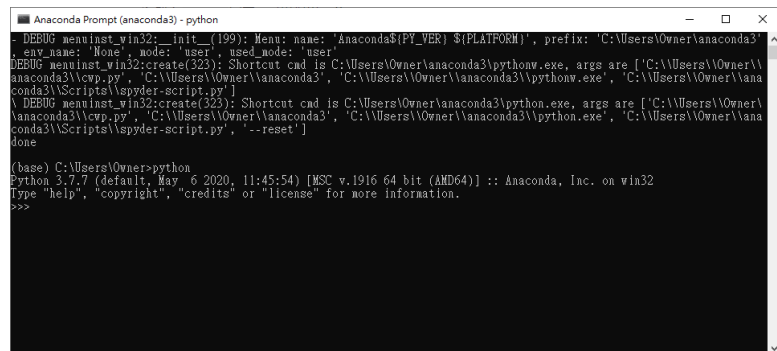 Anaconda Prompt (anaconda3) - python
- DEBUG menuinst_win32:__init__(199): Menu: name: 'Anaconda${PY_VER} ${PLATFORM}', prefix: 'C:\Users\Owner\anaconda3'
, env_name: 'None', mode: 'user', used_mode: 'user'
DEBUG menuinst_win32:create(323): Shortcut cmd is C:\Users\Owner\anaconda3\pythonw.exe, args are ['C:\\Users\\Owner\\
anaconda3\\cwp.py', 'C:\\Users\\Owner\\anaconda3', 'C:\\Users\\Owner\\anaconda3\\pythonw.exe', 'C:\\Users\\Owner\\ana
conda3\\Scripts\\spyder-script.py']
\ DEBUG menuinst_win32:create(323): Shortcut cmd is C:\Users\Owner\anaconda3\python.exe, args are ['C:\\Users\\Owner\
\anaconda3\\cwp.py', 'C:\\Users\\Owner\\anaconda3', 'C:\\Users\\Owner\\anaconda3\\python.exe', 'C:\\Users\\Owner\\ana
conda3\\Scripts\\spyder-script.py', '--reset']
done
(base) C:\Users\Owner>python
Python 3.7.7 (default, May  6 2020, 11:45:54) [MSC v.1916 64 bit (AMD64)] :: Anaconda, Inc. on win32
Type "help", "copyright", "credits" or "license" for more information.
>>>